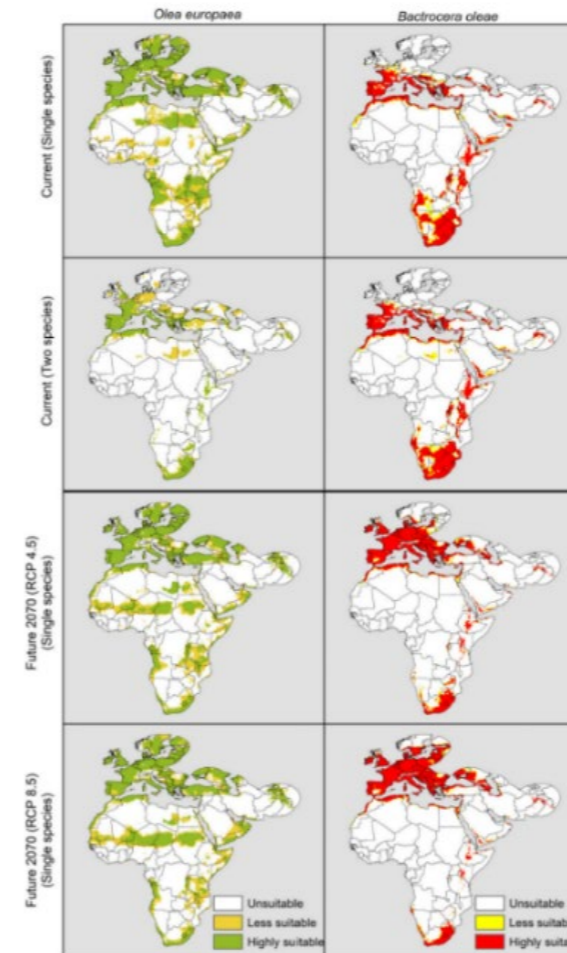 Olea europaea
Bactrocera oleae
Current (Single species)
Current (Two species)
Future 2070 (RCP 4.5)
(Single species)
Future 2070 (RCP 8.5)
(Single species)
Unsuitable
Less suitable
Highly suitable
Unsuitable
Less suitable
Highly suita